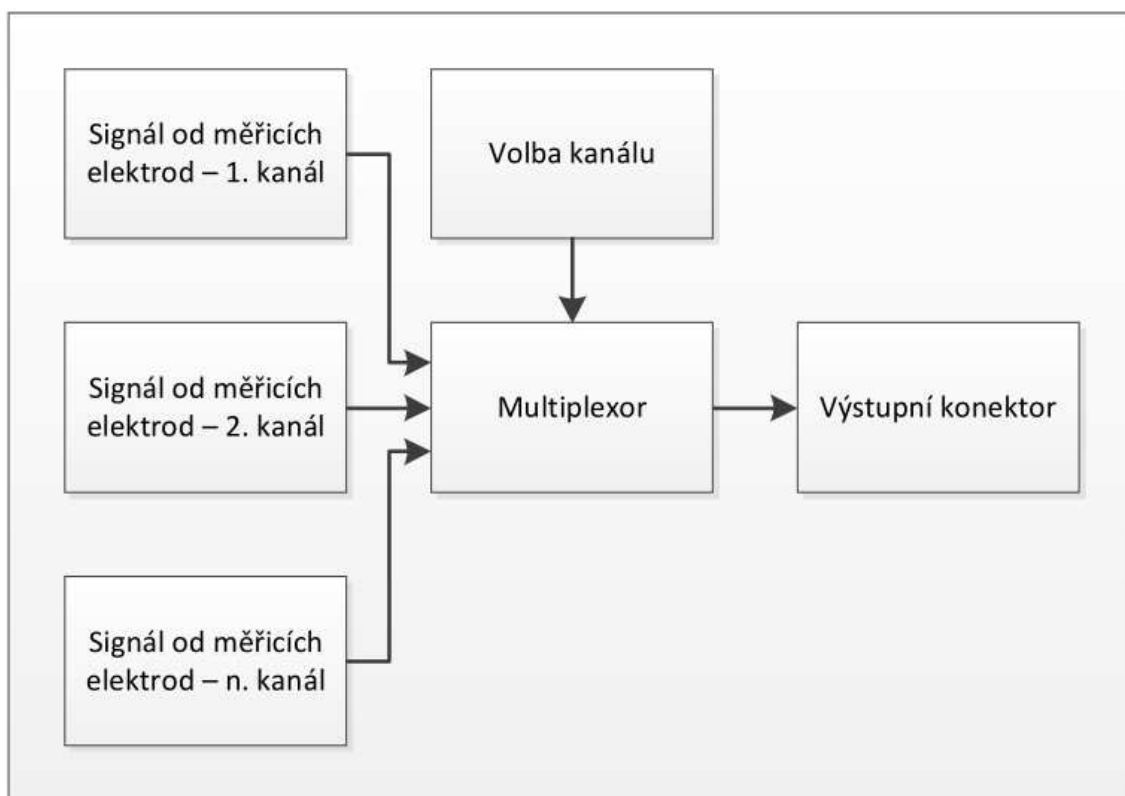 Signál od měřicích
elektrod – 1. kanál
Volba kanálu
Signál od měřicích
elektrod – 2. kanál
Multiplexor
Výstupní konektor
Signál od měřicích
elektrod – n. kanál